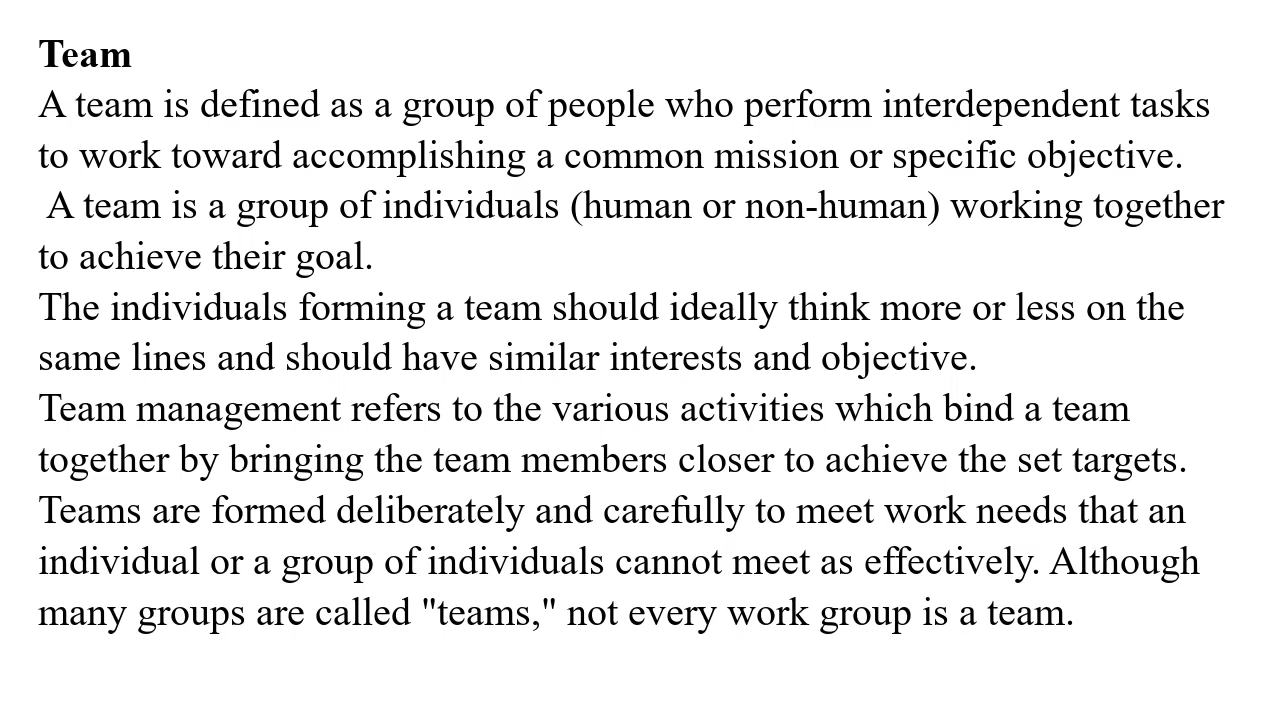 Team
A team is defined as a group of people who perform interdependent tasks
to work toward accomplishing a common mission or specific objective.
A team is a group of individuals (human or non-human) working together
to achieve their goal.
The individuals forming a team should ideally think more or less on the
same lines and should have similar interests and objective.
Team management refers to the various activities which bind a team
together by bringing the team members closer to achieve the set targets.
Teams are formed deliberately and carefully to meet work needs that an
individual or a group of individuals cannot meet as effectively. Although
many groups are called "teams," not every work group is a team.